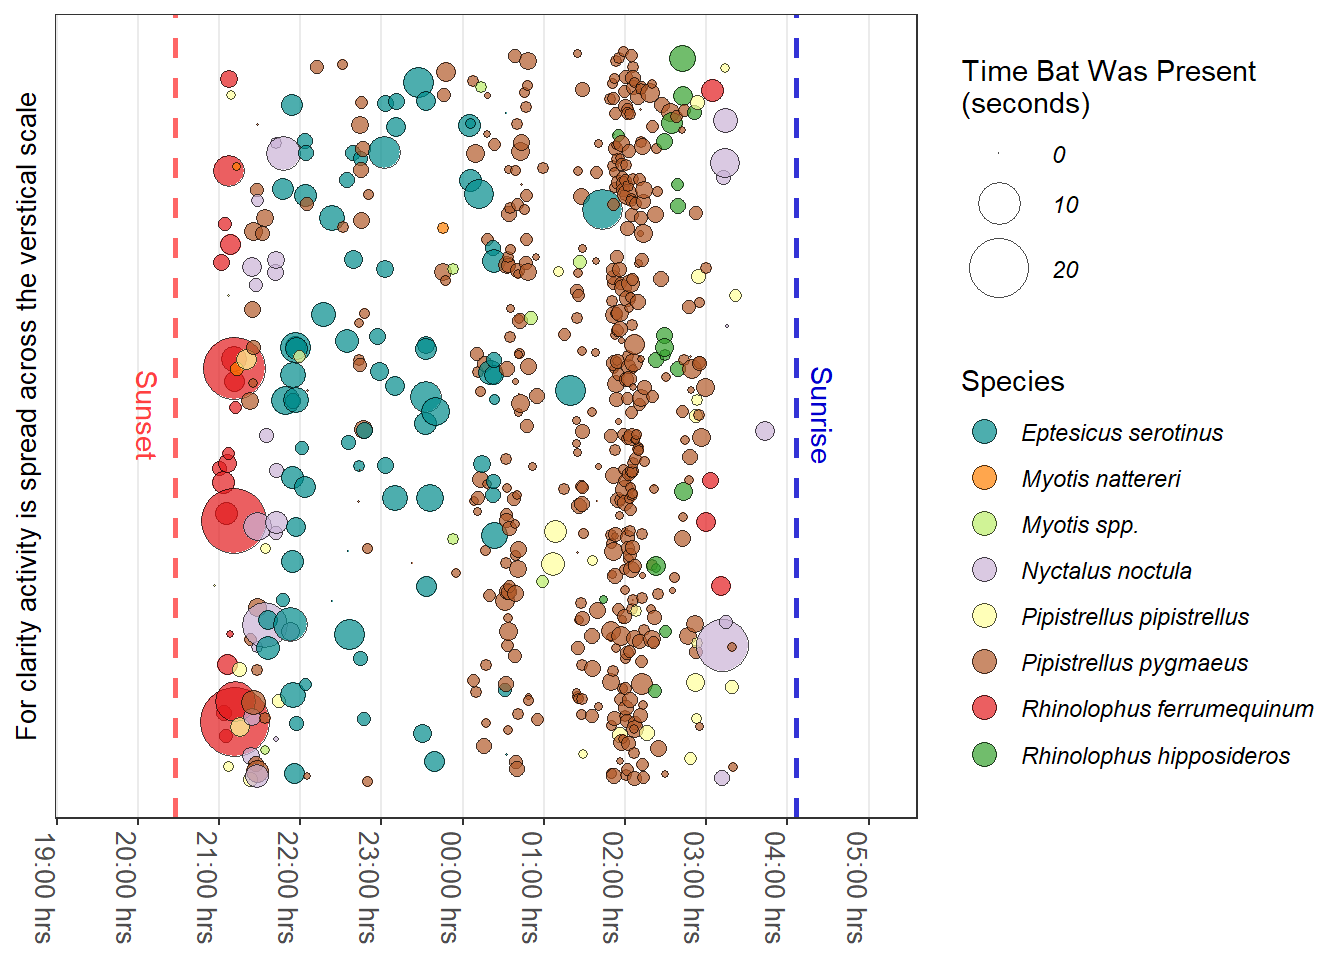 For clarity activity is spread across the verstical scale
Sunset
Sunrise
19:00 hrs
20:00 hrs
21:00 hrs
22:00 hrs
23:00 hrs
00:00 hrs
01:00 hrs
02:00 hrs
03:00 hrs
04:00 hrs
05:00 hrs
Time Bat Was Present
(seconds)
0
10
20
Species
Eptesicus serotinus
Myotis nattereri
Myotis spp.
Nyctalus noctula
Pipistrellus pipistrellus
Pipistrellus pygmaeus
Rhinolophus ferrumequinum
Rhinolophus hipposideros